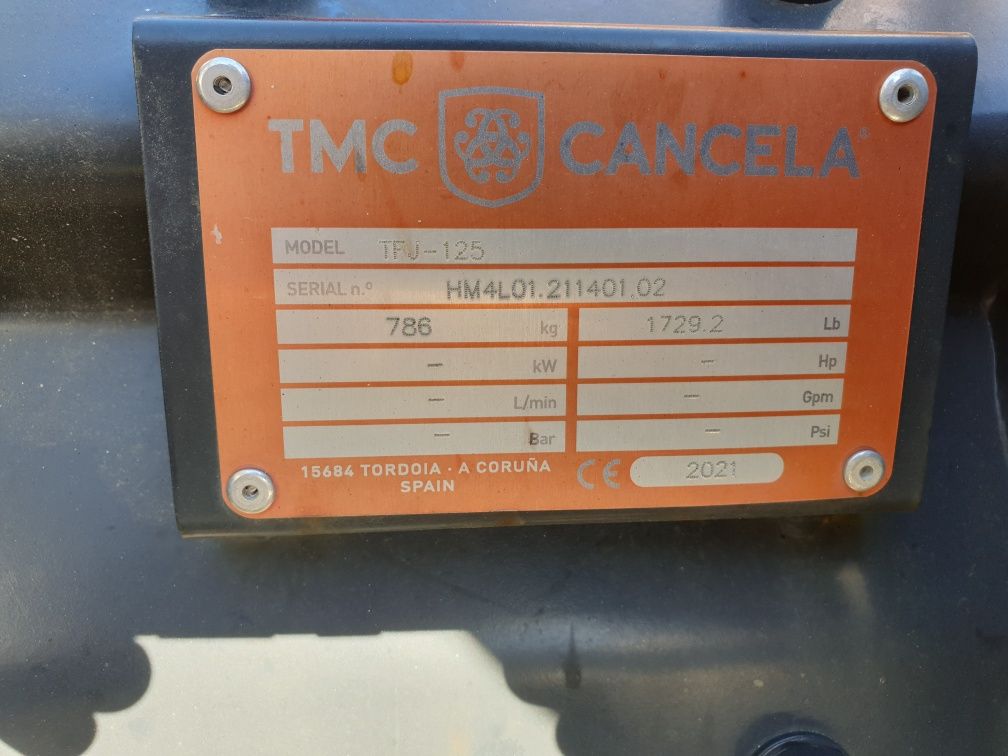 TMC CANCELA®
MODEL TFU-125
SERIAL n.º HM4L01.211401.02
786 kg 1729.2 Lb
- kW - Hp
- L/min - Gpm
- Bar - Psi
15684 TORDOIA · A CORUÑA
SPAIN
CE 2021